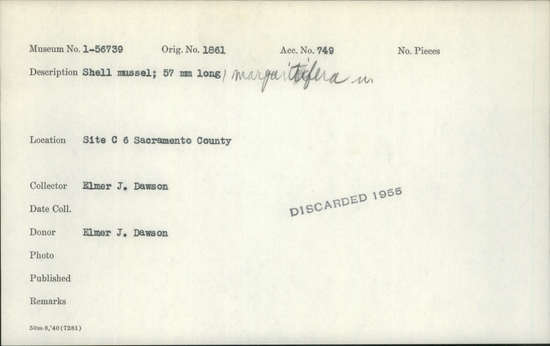 Museum No. 1-56739 Orig. No. 1861 Acc. No. 749 No. Pieces
Description Shell mussel; 57 mm long) margaritifera
Location Site C 6 Sacramento County
Collector Elmer J. Dawson
Date Coll.
DISCARDED 1955
Donor Elmer J. Dawson
Photo
Published
Remarks
50m-8,'40(7281)